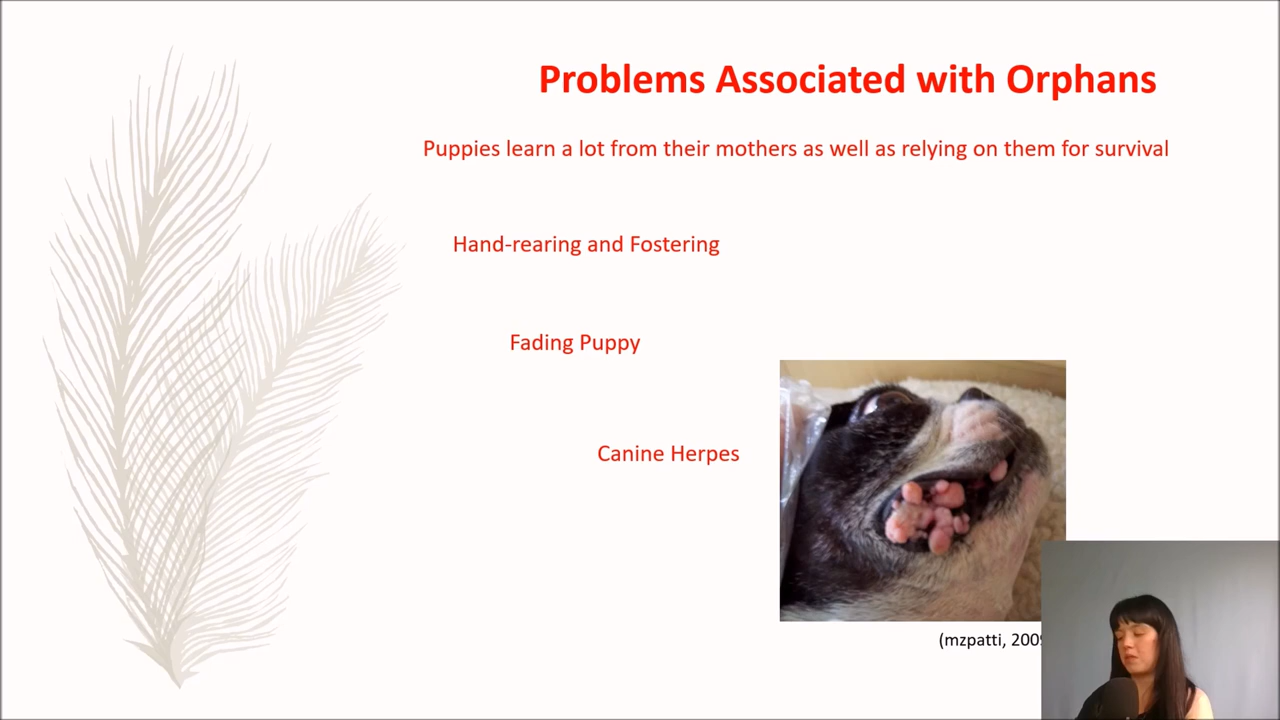 Problems Associated with Orphans
Puppies learn a lot from their mothers as well as relying on them for survival
Hand-rearing and Fostering
Fading Puppy
Canine Herpes
(mzpatti,